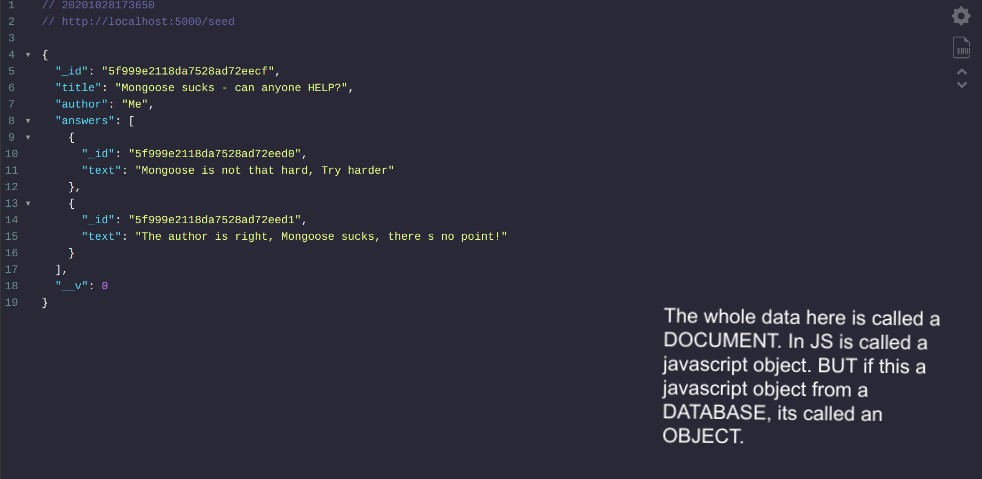 1 // 20201028173650
2 // http://localhost:5000/seed
3
4 {
5 "_id": "5f999e2118da7528ad72eecf",
6 "title": "Mongoose sucks - can anyone HELP?",
7 "author": "Me",
8 "answers": [
9 {
10 "_id": "5f999e2118da7528ad72eed0",
11 "text": "Mongoose is not that hard, Try harder"
12 },
13 {
14 "_id": "5f999e2118da7528ad72eed1",
15 "text": "The author is right, Mongoose sucks, there s no point!"
16 }
17 ],
18 "__v": 0
19 }
The whole data here is called a
DOCUMENT. In JS is called a
javascript object. BUT if this a
javascript object from a
DATABASE, its called an
OBJECT.